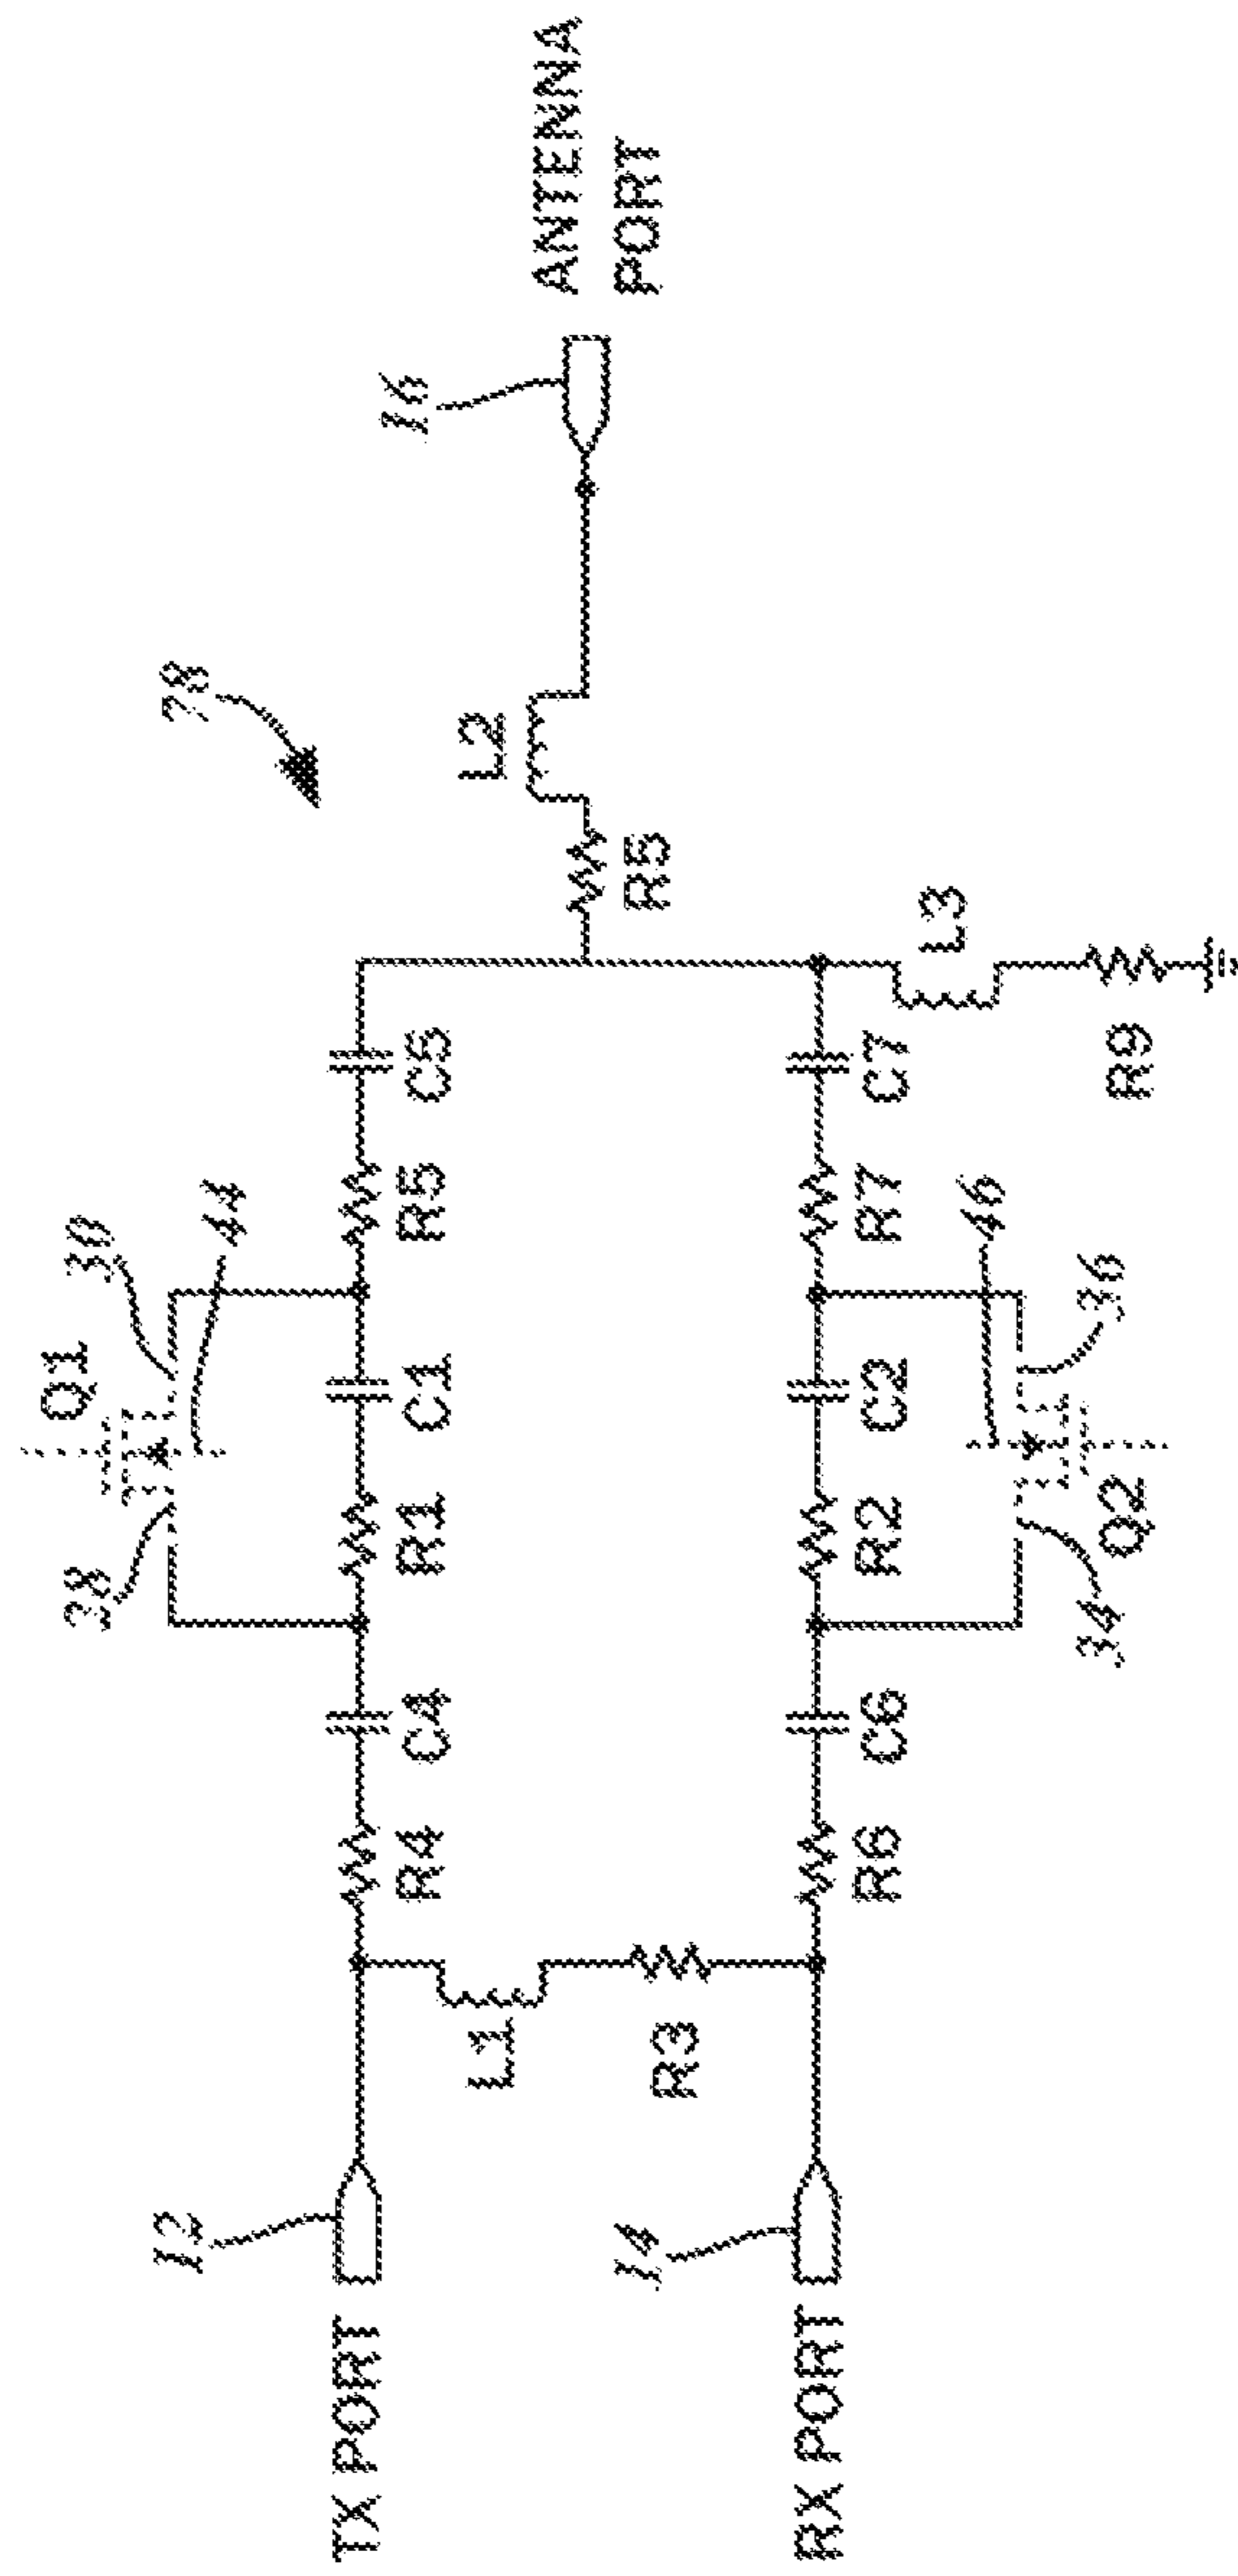 78
Q1
28
30
44
12
TX PORT
R4
C4
R1
C1
R5
C5
L2
16
ANTENNA
PORT
L1
R5
R3
14
RX PORT
R6
C6
R2
C2
R7
C7
L3
46
34
36
Q2
R9